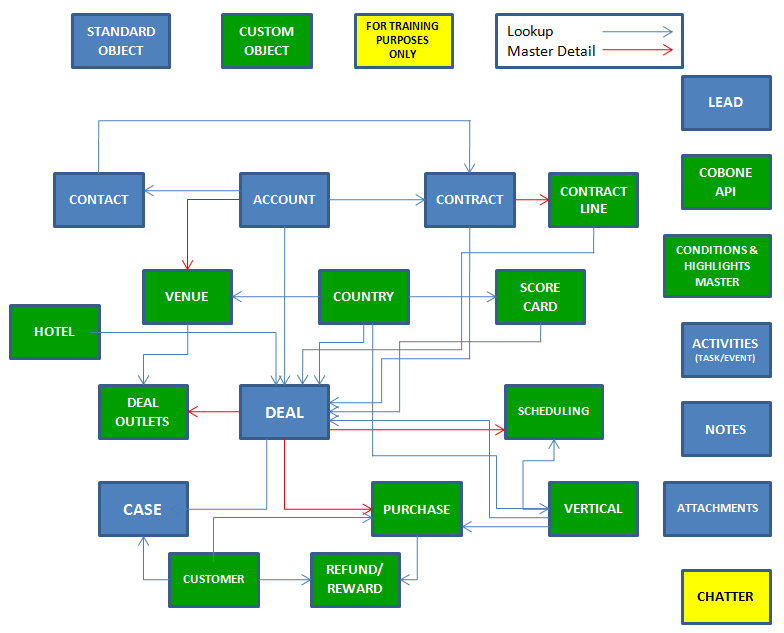 STANDARD
OBJECT
CUSTOM
OBJECT
FOR TRAINING
PURPOSES
ONLY
Lookup
Master Detail
LEAD
CONTACT
ACCOUNT
CONTRACT
CONTRACT
LINE
COBONE
API
CONDITIONS &
HIGHLIGHTS
MASTER
VENUE
COUNTRY
SCORE
CARD
HOTEL
ACTIVITIES
(TASK/EVENT)
DEAL
OUTLETS
DEAL
SCHEDULING
NOTES
CASE
PURCHASE
VERTICAL
ATTACHMENTS
CUSTOMER
REFUND/
REWARD
CHATTER